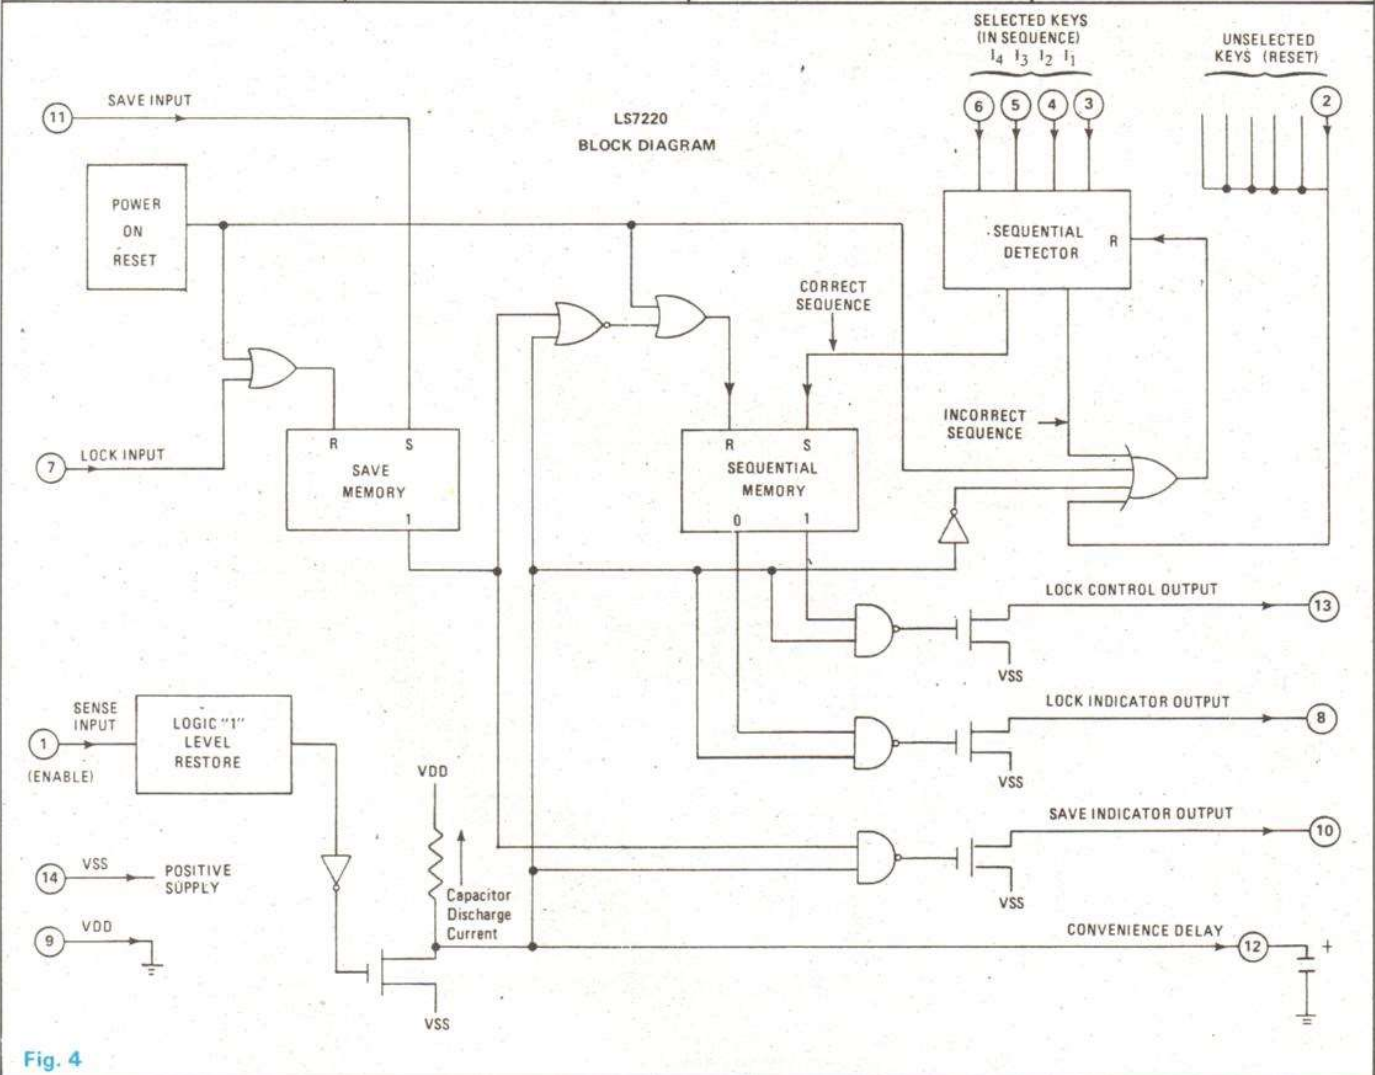 SELECTED KEYS
(IN SEQUENCE)
I4 I3 I2 I1
UNSELECTED
KEYS (RESET)
6
5
4
3
2
11
SAVE INPUT
LS7220
BLOCK DIAGRAM
POWER
ON
RESET
SEQUENTIAL
DETECTOR
R
CORRECT
SEQUENCE
INCORRECT
SEQUENCE
7
LOCK INPUT
R
S
SAVE
MEMORY
1
R
S
SEQUENTIAL
MEMORY
0
1
LOCK CONTROL OUTPUT
13
VSS
LOCK INDICATOR OUTPUT
8
VSS
SAVE INDICATOR OUTPUT
10
VSS
SENSE
INPUT
1
(ENABLE)
LOGIC "1"
LEVEL
RESTORE
VDD
Capacitor
Discharge
Current
14
VSS
POSITIVE
SUPPLY
9
VDD
VSS
CONVENIENCE DELAY
12
+
Fig. 4